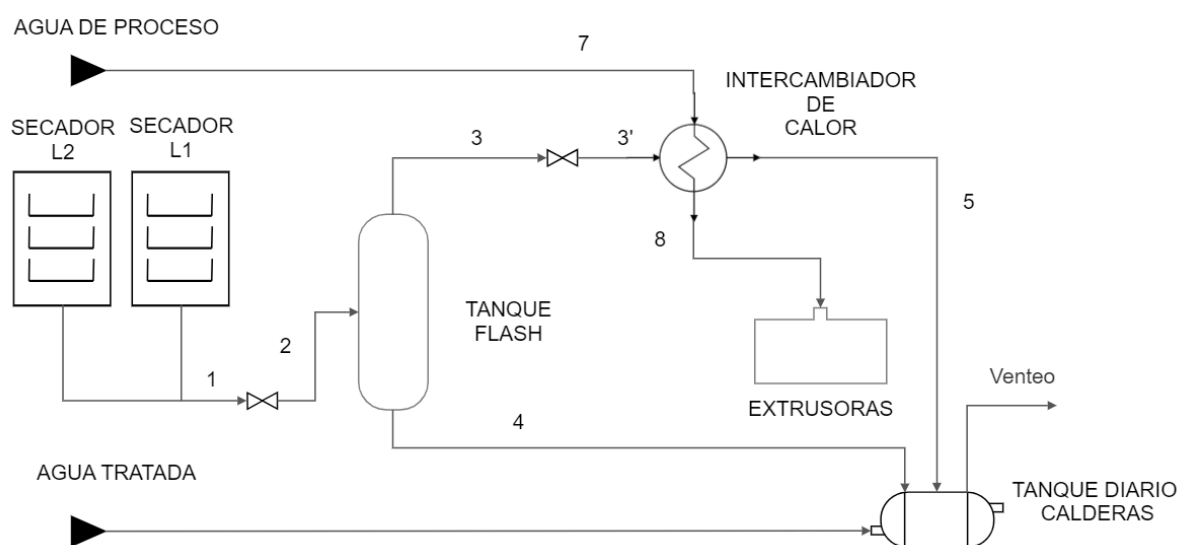 AGUA DE PROCESO
7
INTERCAMBIADOR
DE
CALOR
SECADOR
L2
SECADOR
L1
3
3'
5
8
TANQUE
FLASH
2
1
EXTRUSORAS
Venteo
4
AGUA TRATADA
TANQUE DIARIO
CALDERAS